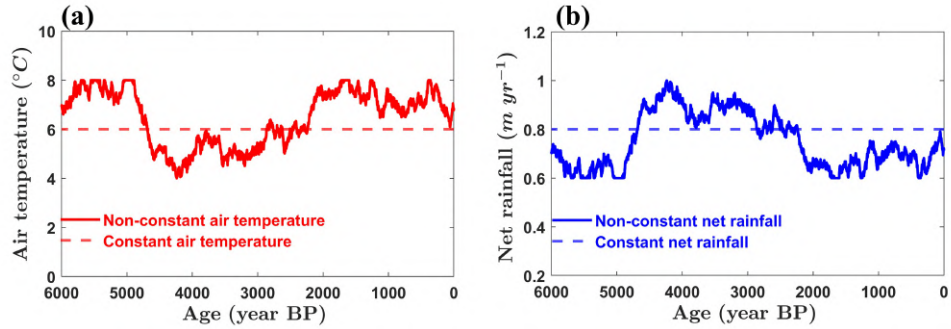 (a)
Air temperature (°C)
10
8
6
4
2
0
Non-constant air temperature
Constant air temperature
6000 5000 4000 3000 2000 1000 0
Age (year BP)
(b)
Net rainfall (m yr⁻¹)
1.2
1
0.8
0.6
0.4
0.2
Non-constant net rainfall
Constant net rainfall
6000 5000 4000 3000 2000 1000 0
Age (year BP)